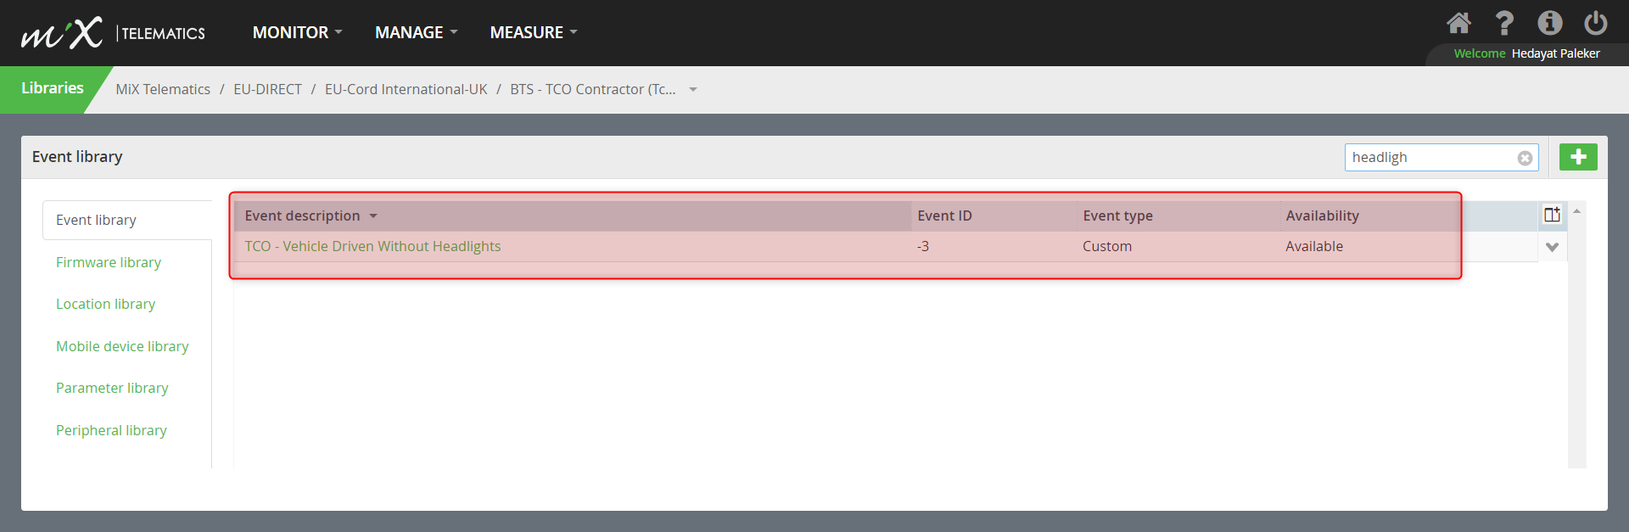 mix TELEMATICS MONITOR MANAGE MEASURE ? i
Welcome Hedayat Paleker
Libraries MiX Telematics / EU-DIRECT / EU-Cord International-UK / BTS - TCO Contractor (Tc...
Event library headligh
Event library
Firmware library
Location library
Mobile device library
Parameter library
Peripheral library
Event description Event ID Event type Availability
TCO - Vehicle Driven Without Headlights -3 Custom Available